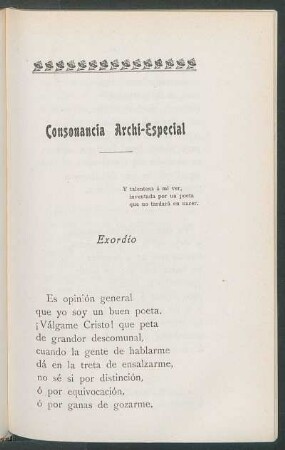 Consonancia Archi-Especial
Y talentoso á mi ver,
inventada por un poeta
que no tardará en nacer.
Exordio
Es opinión general
que yo soy un buen poeta.
¡Válgame Cristo! que peta
de grandor descomunal,
cuando la gente de hablarme
dá en la treta de ensalzarme,
no sé si por distinción,
ó por equivocación,
ó por ganas de gozarme.